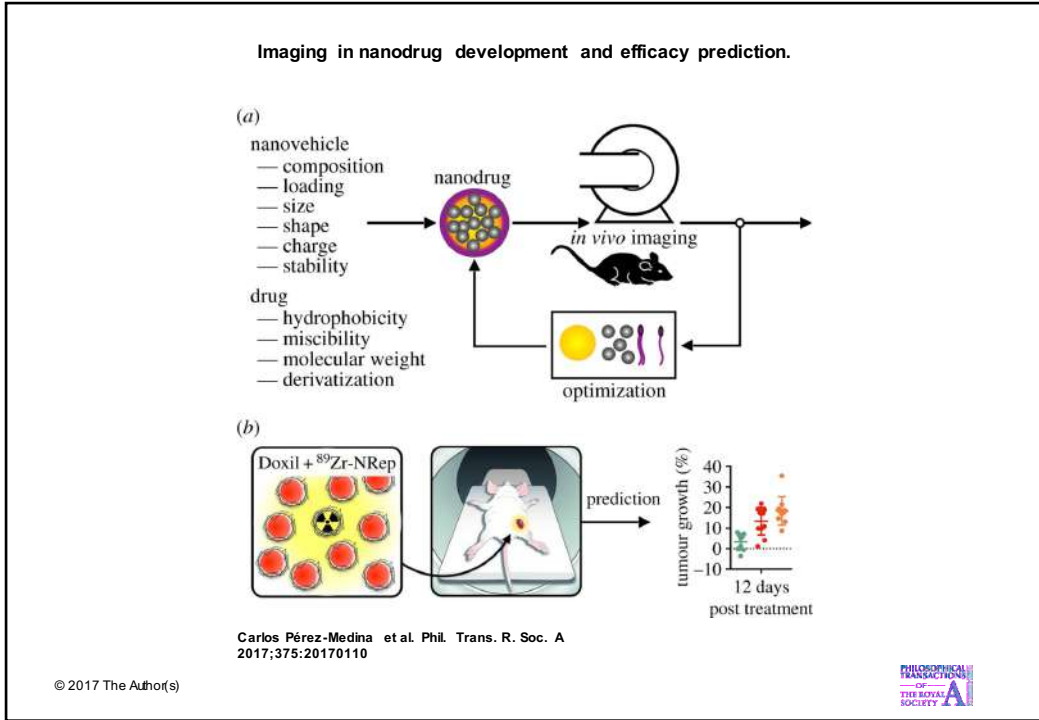 Imaging in nanodrug development and efficacy prediction.
(a)
nanovehicle
— composition
— loading
— size
— shape
— charge
— stability
drug
— hydrophobicity
— miscibility
— molecular weight
— derivatization
nanodrug
in vivo imaging
optimization
(b)
Doxil + ⁸⁹Zr-NRep
prediction
tumour growth (%)
40
30
20
10
0
–10
12 days
post treatment
Carlos Pérez-Medina et al. Phil. Trans. R. Soc. A
2017;375:20170110
© 2017 The Author(s)
PHILOSOPHICAL
TRANSACTIONS
OF
THE ROYAL
SOCIETY
A